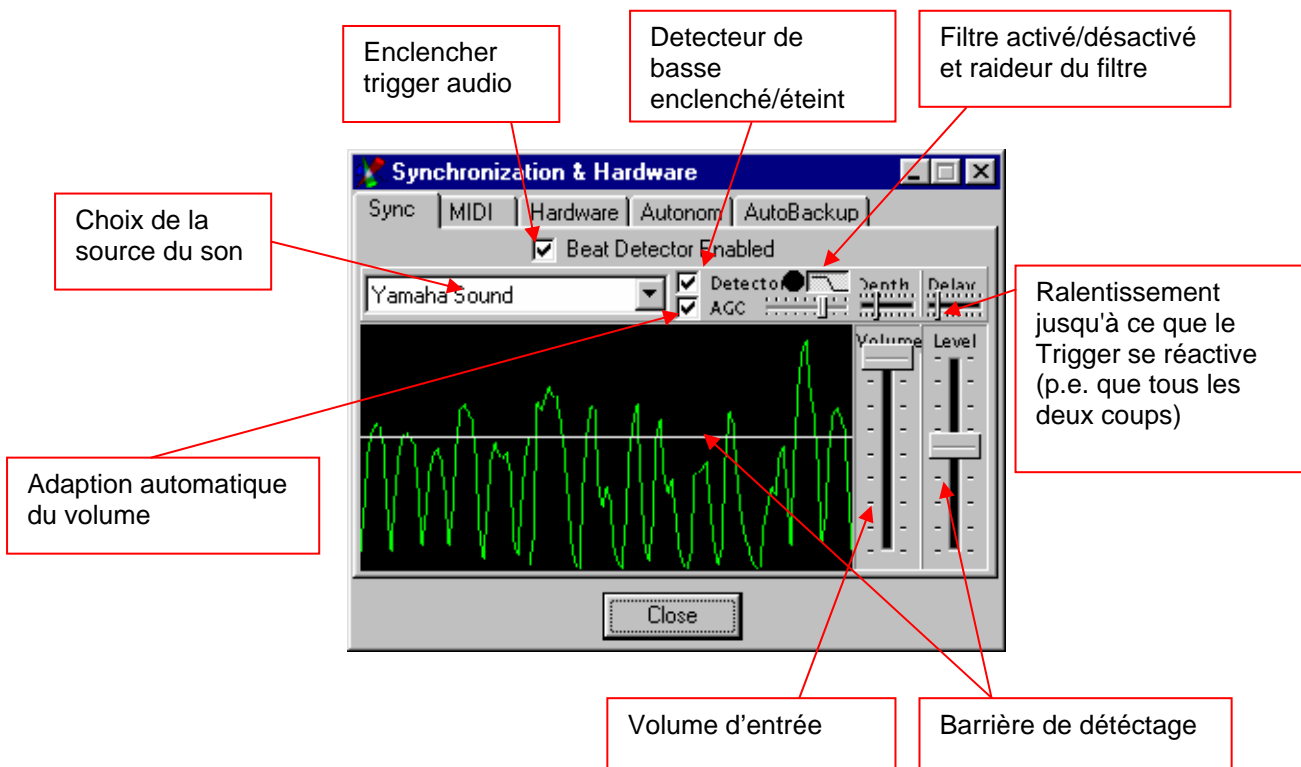 Enclencher
trigger audio
Detecteur de
basse
enclenché/éteint
Filtre activé/désactivé
et raideur du filtre
Choix de la
source du son
Synchronization & Hardware
Sync MIDI Hardware Autonom AutoBackup
Beat Detector Enabled
Yamaha Sound
Detector
AGC
Depth
Delay
Volume
Level
Ralentissement
jusqu'à ce que le
Trigger se réactive
(p.e. que tous les
deux coups)
Adaption automatique
du volume
Close
Volume d’entrée
Barrière de détéctage